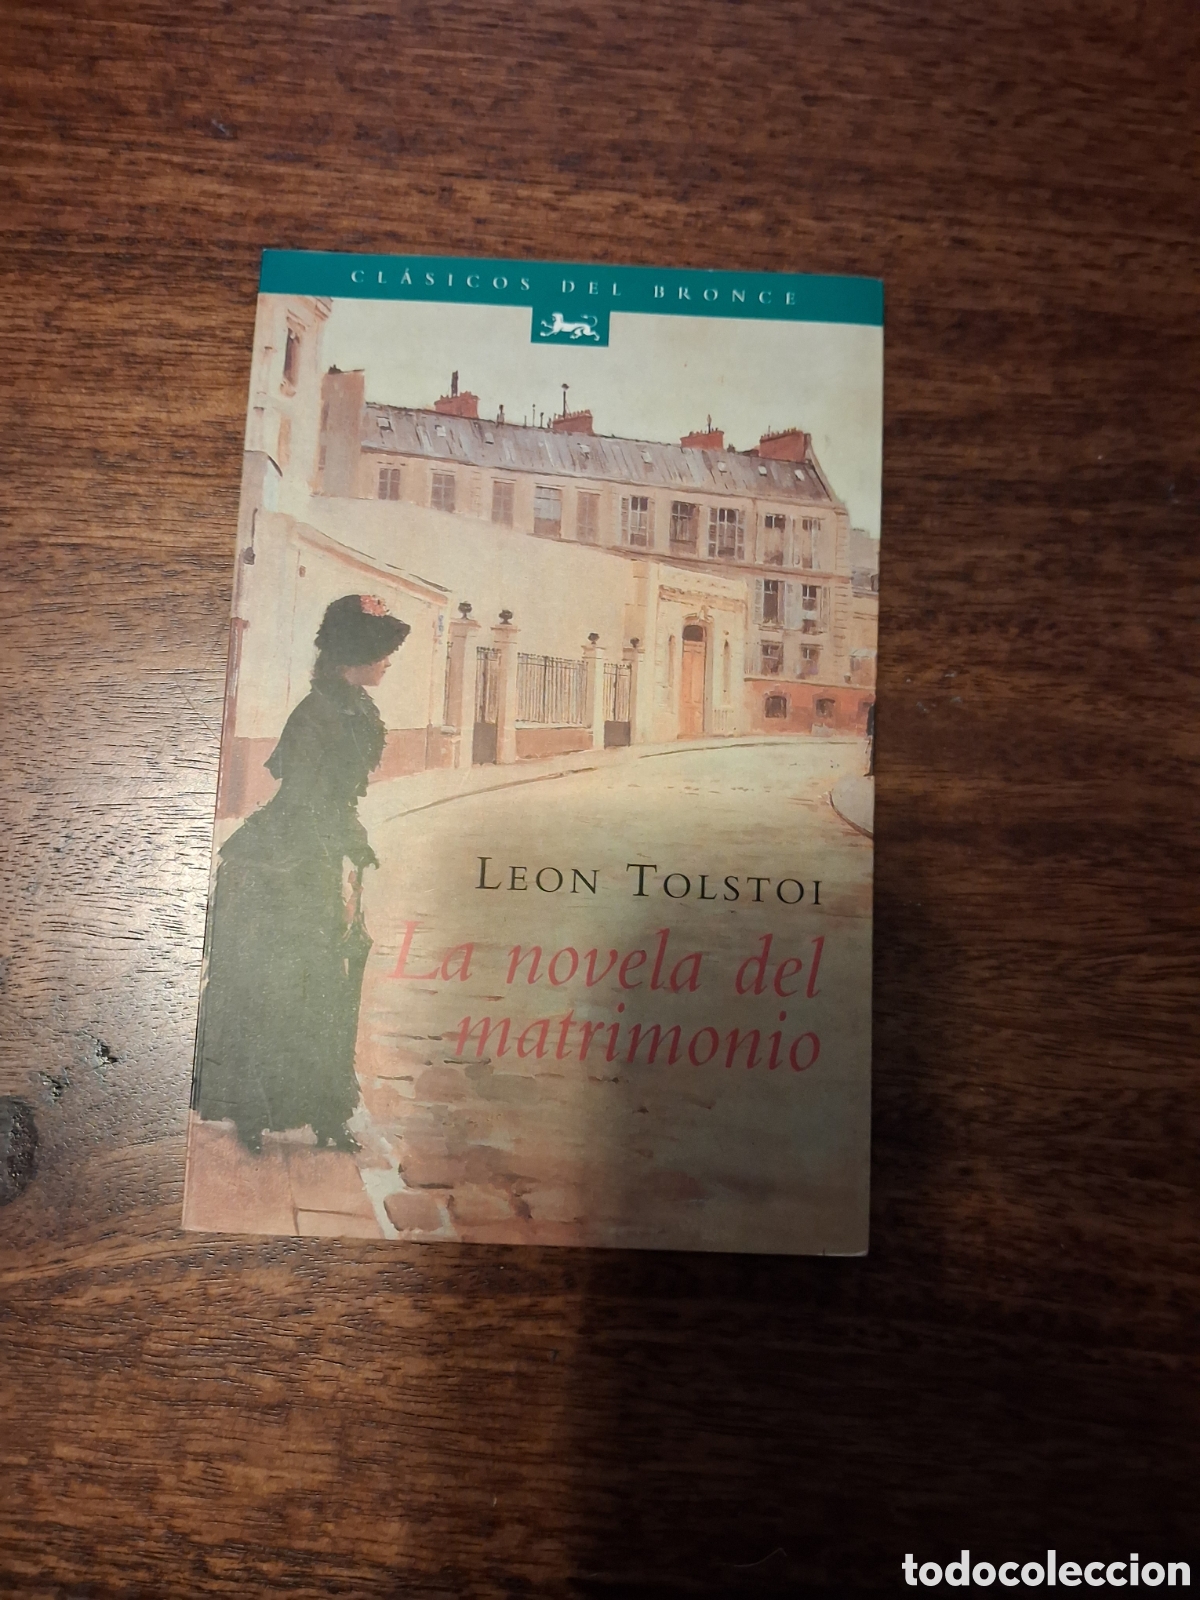 CLÁSICOS DEL BRONCE
LEON TOLSTOI
La novela del
matrimonio
todocoleccion